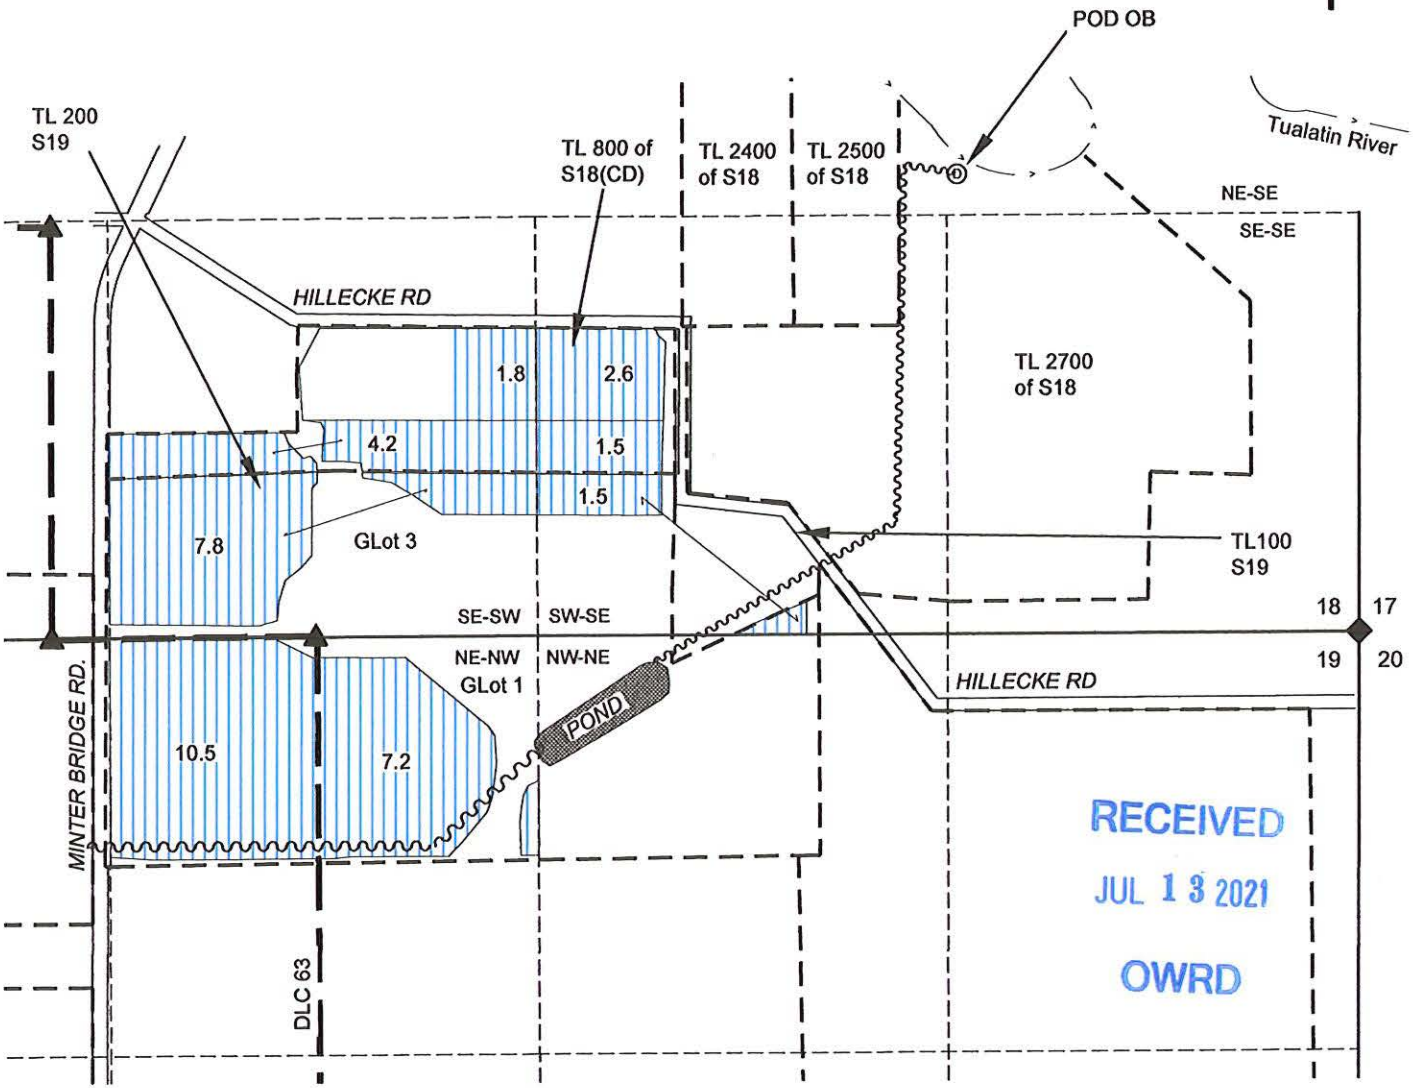 POD OB
TL 200
S19
TL 800 of
S18(CD)
TL 2400
of S18
TL 2500
of S18
Tualatin River
NE-SE
SE-SE
HILLECKE RD
1.8
2.6
TL 2700
of S18
4.2
1.5
1.5
7.8
GLot 3
TL100
S19
SE-SW
SW-SE
18
17
NE-NW
NW-NE
19
20
GLot 1
HILLECKE RD
MINTER BRIDGE RD.
POND
10.5
7.2
RECEIVED
JUL 13 2021
OWRD
DLC 63